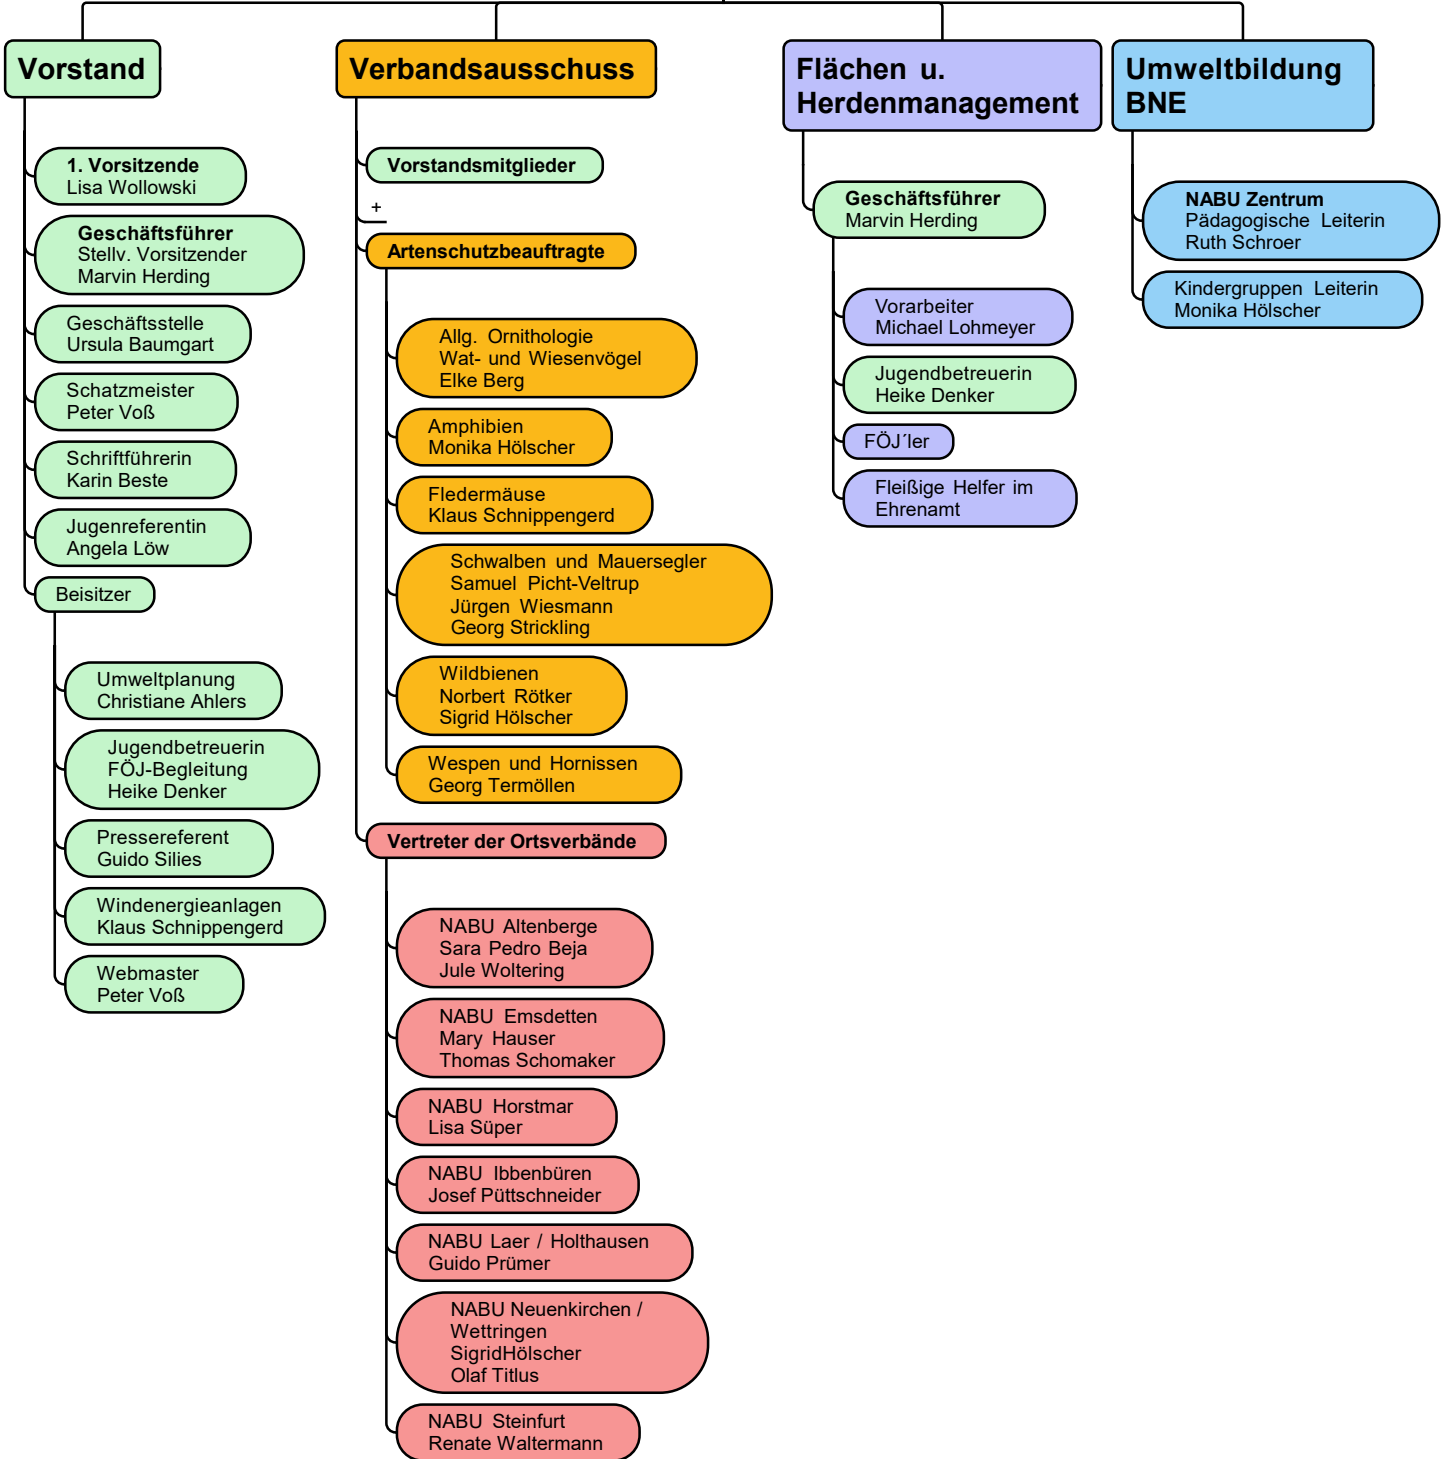 Vorstand
1. Vorsitzende
Lisa Wollowski
Geschäftsführer
Stellv. Vorsitzender
Marvin Herding
Geschäftsstelle
Ursula Baumgart
Schatzmeister
Peter Voß
Schriftführerin
Karin Beste
Jugenreferentin
Angela Löw
Beisitzer
Umweltplanung
Christiane Ahlers
Jugendbetreuerin
FÖJ-Begleitung
Heike Denker
Pressereferent
Guido Silies
Windenergieanlagen
Klaus Schnippengerd
Webmaster
Peter Voß
Verbandsausschuss
Vorstandsmitglieder
+
Artenschutzbeauftragte
Allg. Ornithologie
Wat- und Wiesenvögel
Elke Berg
Amphibien
Monika Hölscher
Fledermäuse
Klaus Schnippengerd
Schwalben und Mauersegler
Samuel Picht-Veltrup
Jürgen Wiesmann
Georg Strickling
Wildbienen
Norbert Rötker
Sigrid Hölscher
Wespen und Hornissen
Georg Termöllen
Vertreter der Ortsverbände
NABU Altenberge
Sara Pedro Beja
Jule Woltering
NABU Emsdetten
Mary Hauser
Thomas Schomaker
NABU Horstmar
Lisa Süper
NABU Ibbenbüren
Josef Püttschneider
NABU Laer / Holthausen
Guido Prümer
NABU Neuenkirchen /
Wettringen
SigridHölscher
Olaf Titlus
NABU Steinfurt
Renate Waltermann
Flächen u.
Herdenmanagement
Geschäftsführer
Marvin Herding
Vorarbeiter
Michael Lohmeyer
Jugendbetreuerin
Heike Denker
FÖJ´ler
Fleißige Helfer im
Ehrenamt
Umweltbildung
BNE
NABU Zentrum
Pädagogische Leiterin
Ruth Schroer
Kindergruppen Leiterin
Monika Hölscher